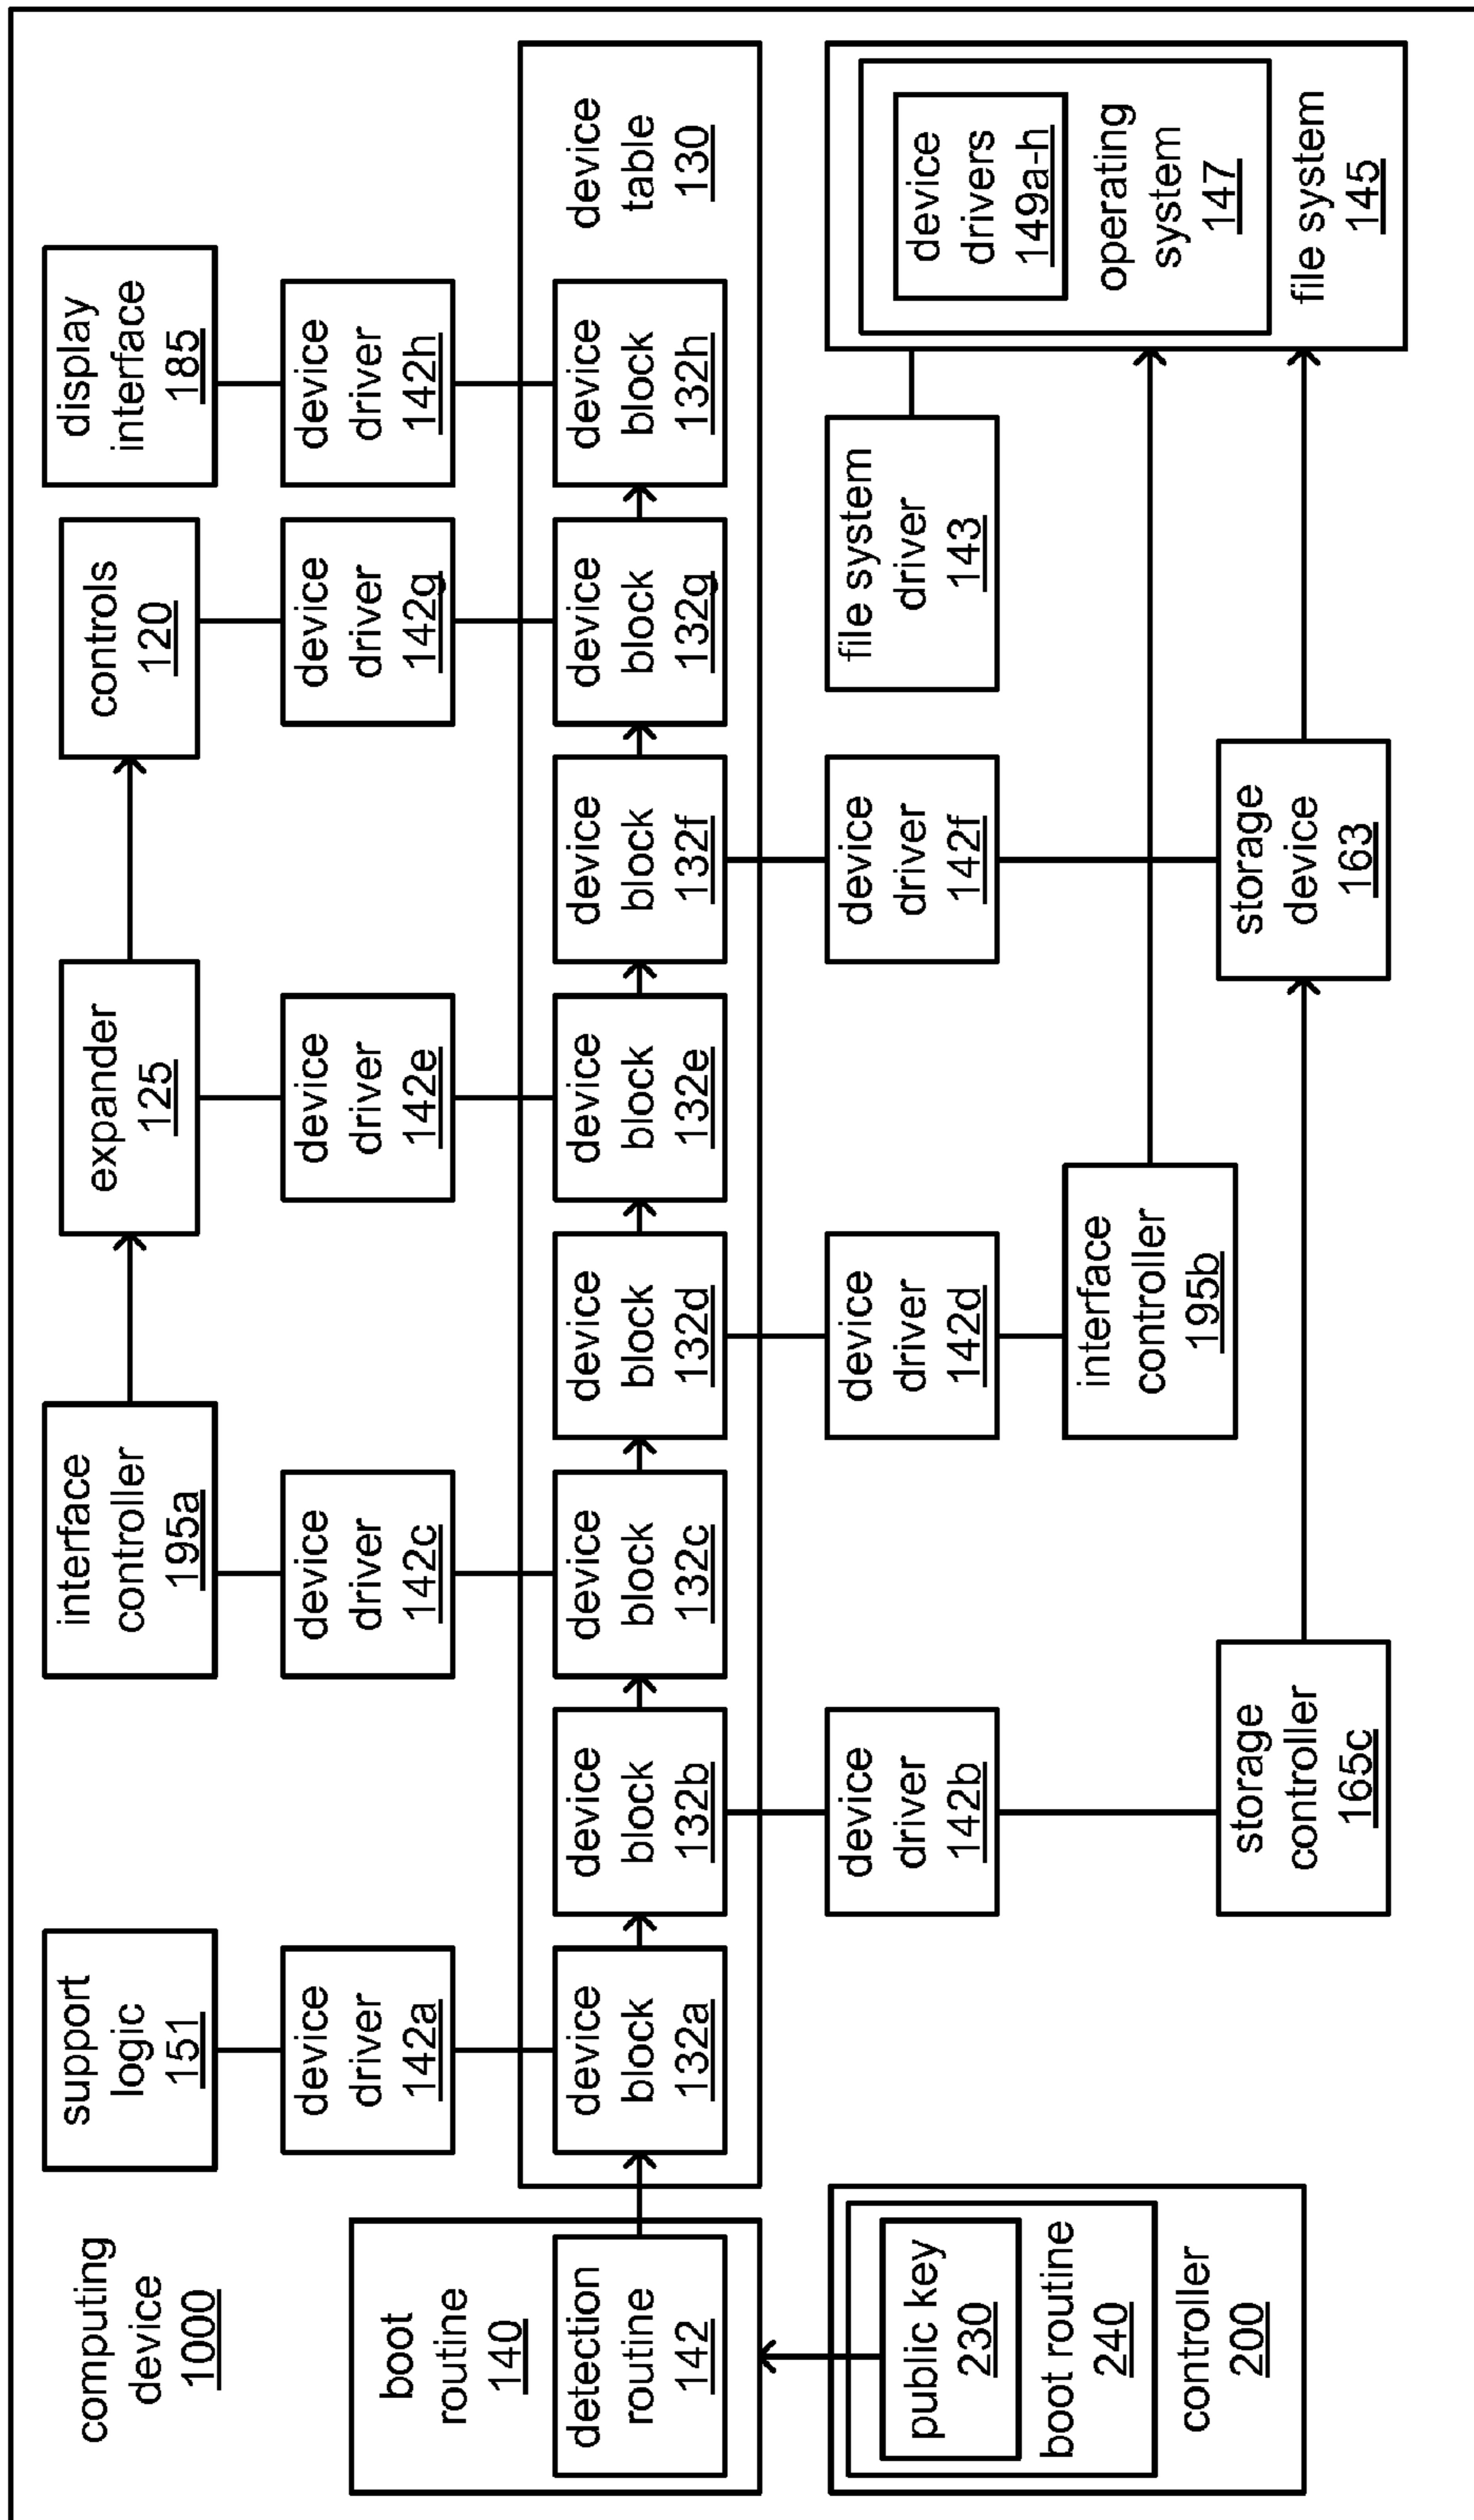 computing
device
1000
support
logic
151
interface
controller
195a
expander
125
controls
120
display
interface
185
boot
routine
140
detection
routine
142
device
driver
142a
device
driver
142c
device
driver
142e
device
driver
142g
device
driver
142h
device
block
132a
device
block
132b
device
block
132c
device
block
132d
device
block
132e
device
block
132f
device
block
132g
device
block
132h
device
table
130
public key
230
boot routine
240
controller
200
device
driver
142b
device
driver
142d
device
driver
142f
file system
driver
143
device
drivers
149a-h
operating
system
147
file system
145
interface
controller
195b
storage
controller
165c
storage
device
163